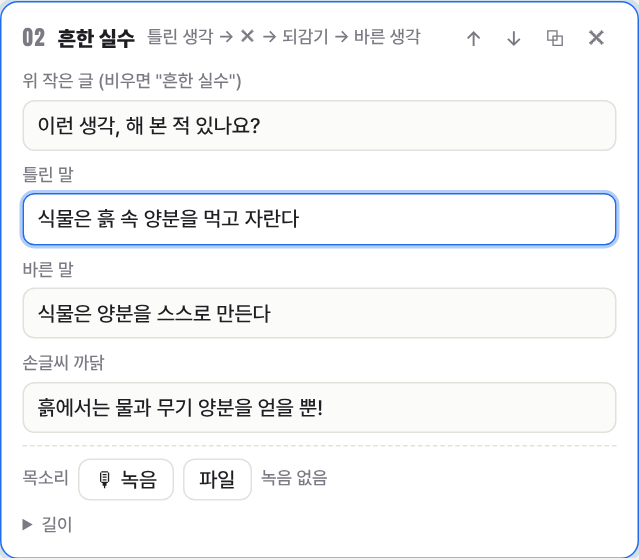 02 흔한 실수 틀린 생각 → ✕ → 되감기 → 바른 생각 ↑ ↓ ✕
위 작은 글 (비우면 "흔한 실수")
이런 생각, 해 본 적 있나요?
틀린 말
식물은 흙 속 양분을 먹고 자란다
바른 말
식물은 양분을 스스로 만든다
손글씨 까닭
흙에서는 물과 무기 양분을 얻을 뿐!
목소리 녹음 파일 녹음 없음
▶ 길이